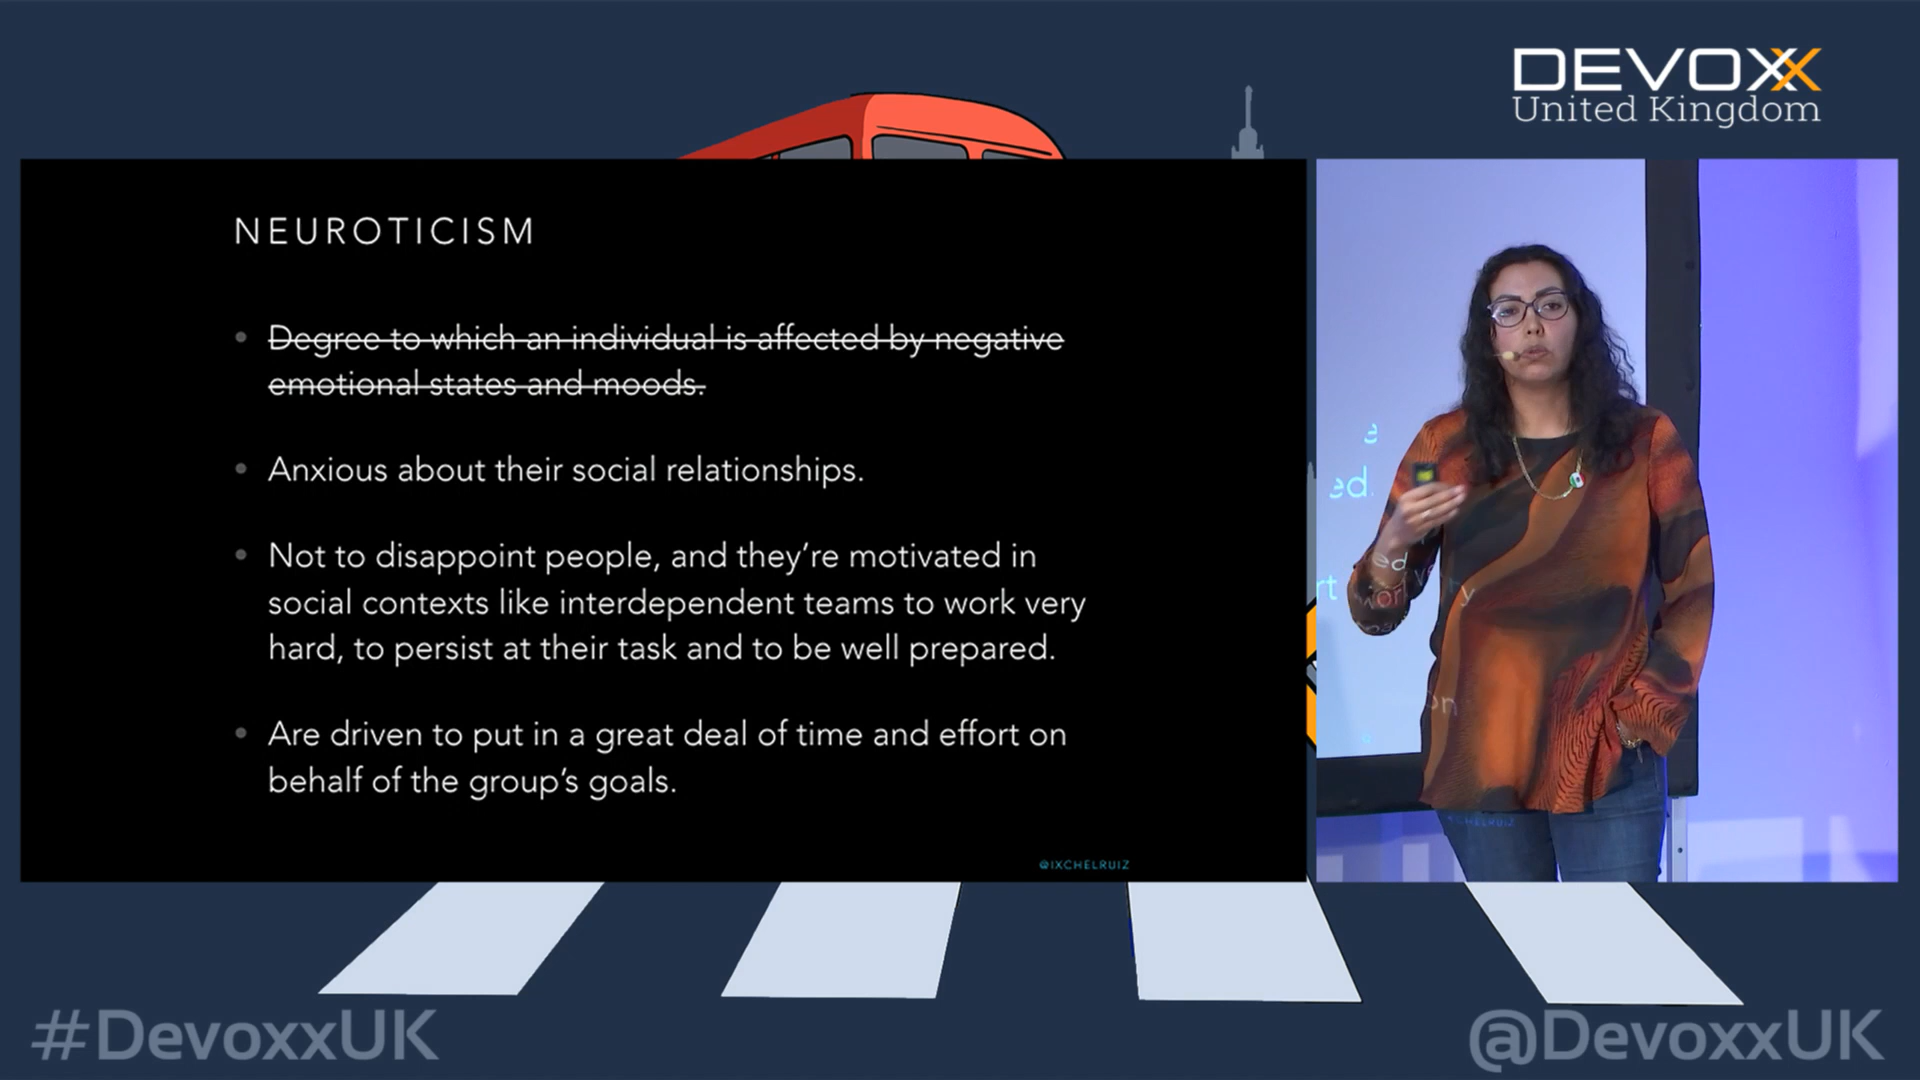 DEVOXX
United Kingdom
NEUROTICISM
Degree to which an individual is affected by negative
emotional states and moods.
Anxious about their social relationships.
Not to disappoint people, and they’re motivated in
social contexts like interdependent teams to work very
hard, to persist at their task and to be well prepared.
Are driven to put in a great deal of time and effort on
behalf of the group’s goals.
@IXCHELRUIZ
ed.
ed
#DevoxxUK
@DevoxxUK